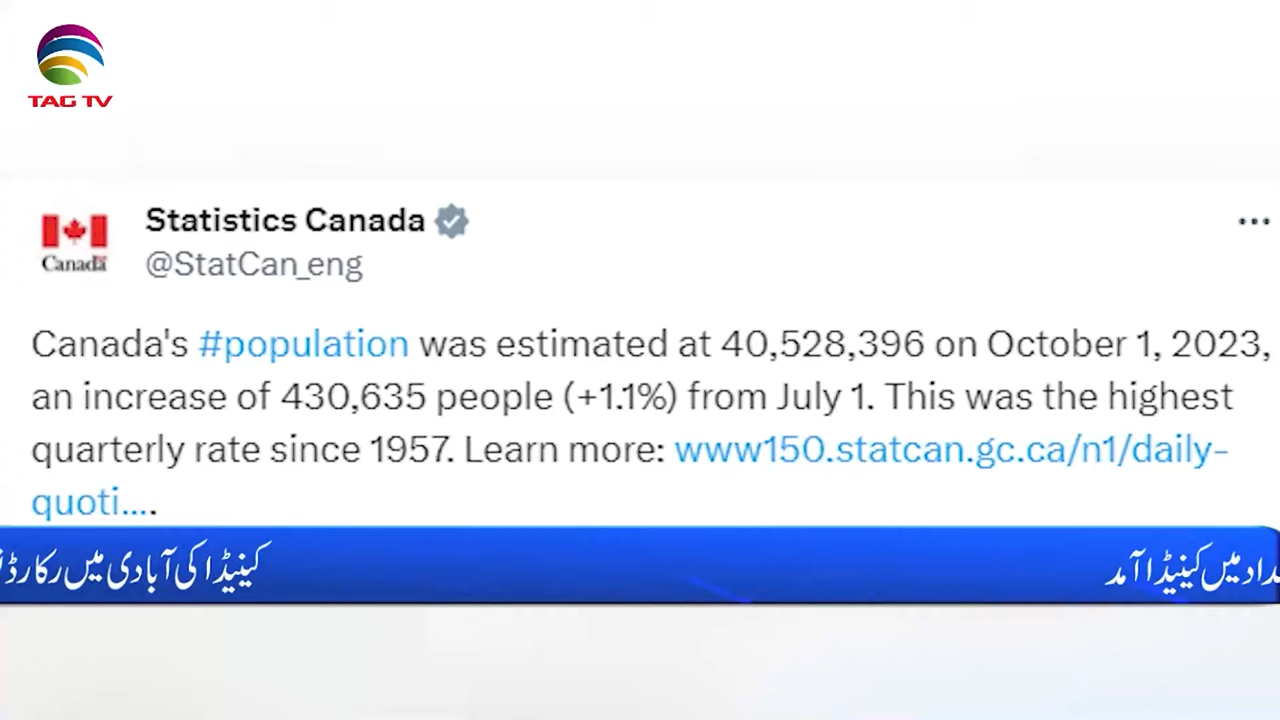 TAG TV
Statistics Canada
Canada
@StatCan_eng
Canada's #population was estimated at 40,528,396 on October 1, 2023,
an increase of 430,635 people (+1.1%) from July 1. This was the highest
quarterly rate since 1957. Learn more: www150.statcan.gc.ca/n1/daily-
quoti....
میں کینیڈا آمد
کینیڈا کی آبادی میں رکارڈ